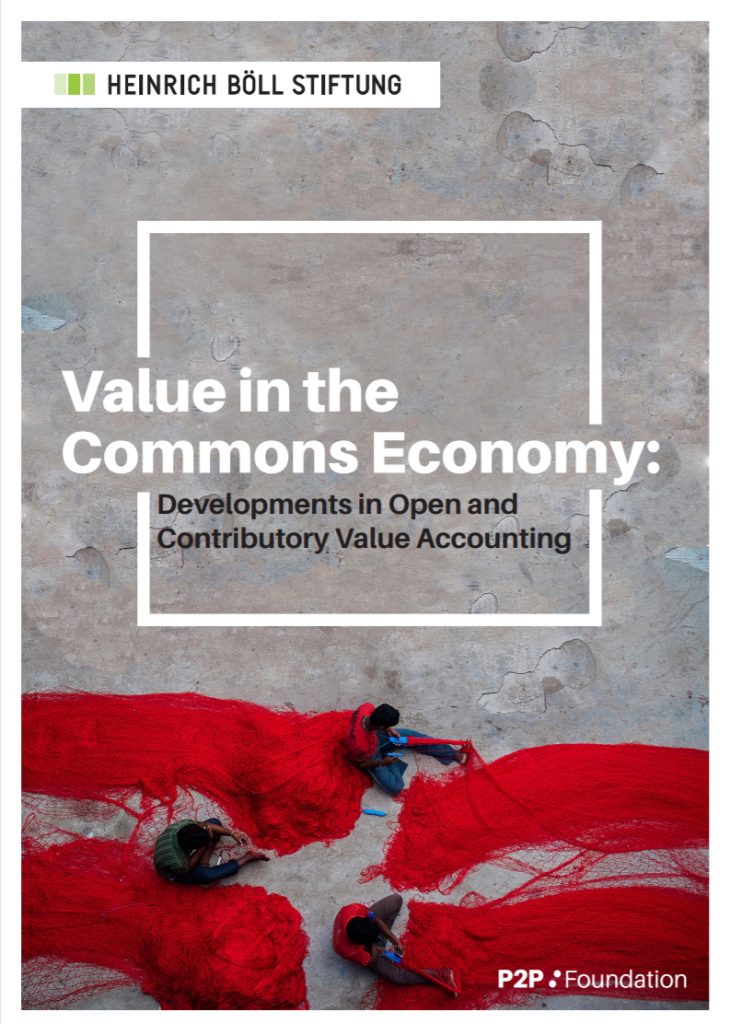 HEINRICH BÖLL STIFTUNG
Value in the
Commons Economy:
Developments in Open and
Contributory Value Accounting
P2P Foundation